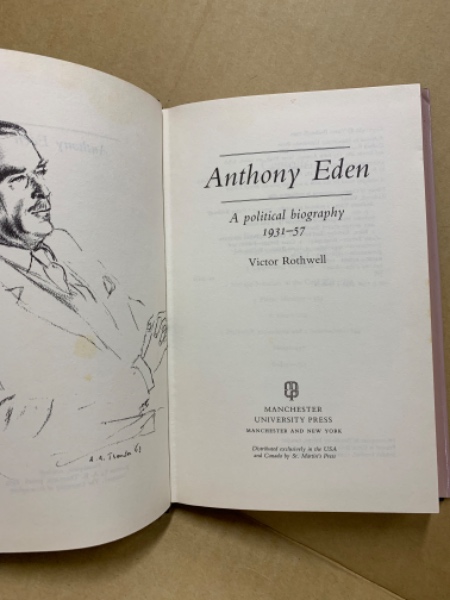 Anthony Eden
A political biography
1931–57
Victor Rothwell
MANCHESTER
UNIVERSITY PRESS
MANCHESTER AND NEW YORK
Distributed exclusively in the USA
and Canada by St. Martin's Press